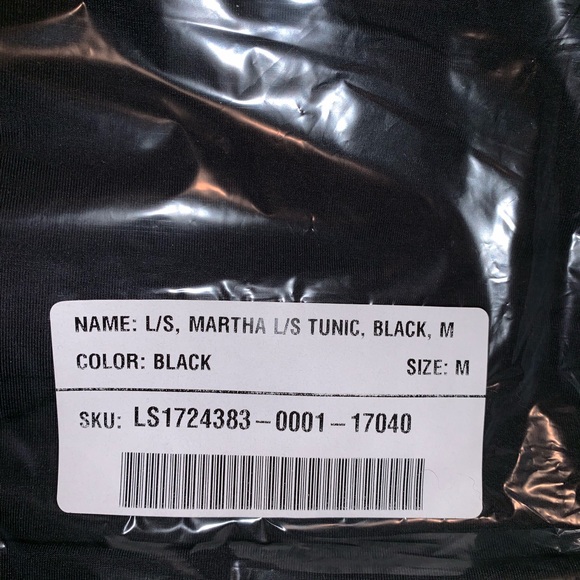 NAME: L/S, MARTHA L/S TUNIC, BLACK, M
COLOR: BLACK SIZE: M
SKU: LS1724383-0001-17040